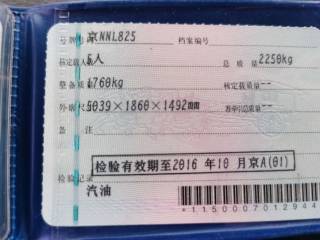 号牌号 京NNL825 档案编号
核定载人数 5人 总 质 量 2250kg
整备质 1760kg 核定载质量 --
外廓尺 5039×1860×1492mm 准牵引总质量 --
备 注
检验有效期至2016 年10 月京A(01)
检验记录
汽油
*115000701294